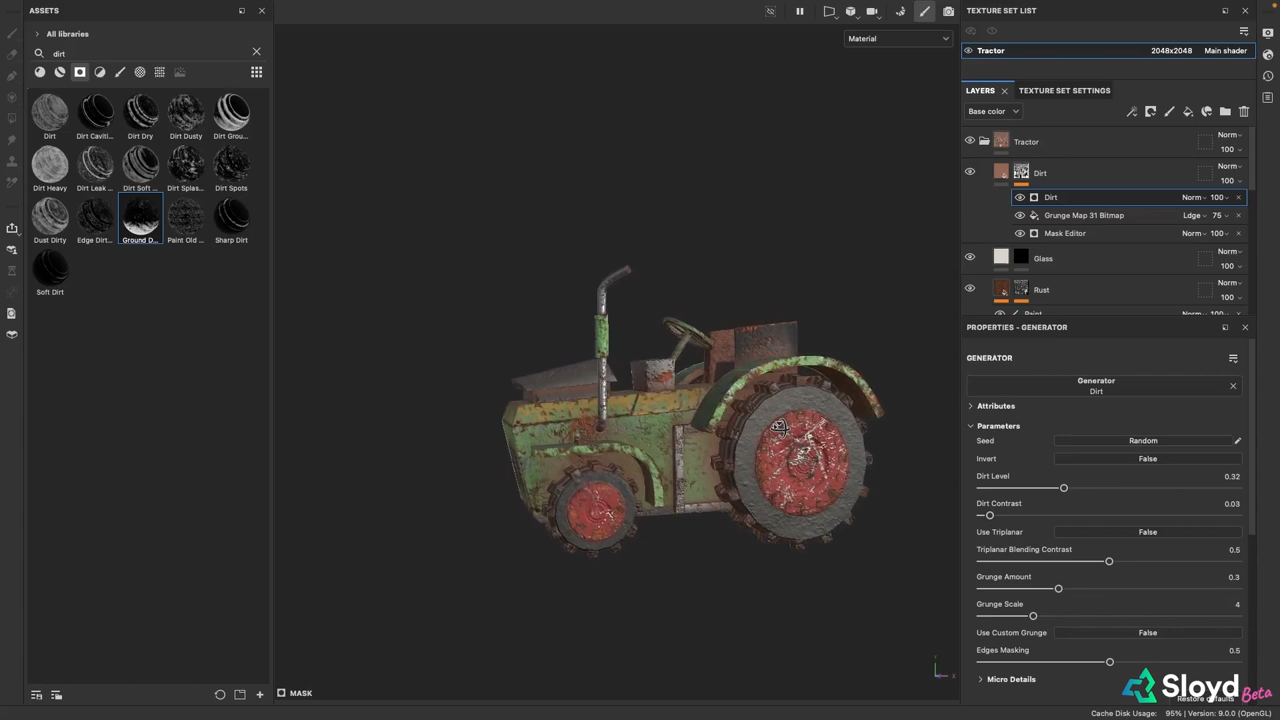 ASSETS
All libraries
dirt
Dirt
Dirt Caviti...
Dirt Dry
Dirt Dusty
Dirt Grou...
Dirt Heavy
Dirt Leak ...
Dirt Soft ...
Dirt Splas...
Dirt Spots
Dust Dirty
Edge Dirt...
Ground D...
Paint Old ...
Sharp Dirt
Soft Dirt
Material
MASK
TEXTURE SET LIST
Tractor 2048x2048 Main shader
LAYERS TEXTURE SET SETTINGS
Base color
Tractor Norm 100
Dirt Norm 100
Dirt Norm 100
Grunge Map 31 Bitmap Ldge 75
Mask Editor Norm 100
Glass Norm 100
Rust Norm 100
Paint Norm 100
PROPERTIES - GENERATOR
GENERATOR
Generator
Dirt
Attributes
Parameters
Seed Random
Invert False
Dirt Level 0.32
Dirt Contrast 0.03
Use Triplanar False
Triplanar Blending Contrast 0.5
Grunge Amount 0.3
Grunge Scale 4
Use Custom Grunge False
Edges Masking 0.5
Micro Details
Sloyd Beta
Restore defaults
Cache Disk Usage: 95% | Version: 9.0.0 (OpenGL)
Y
X